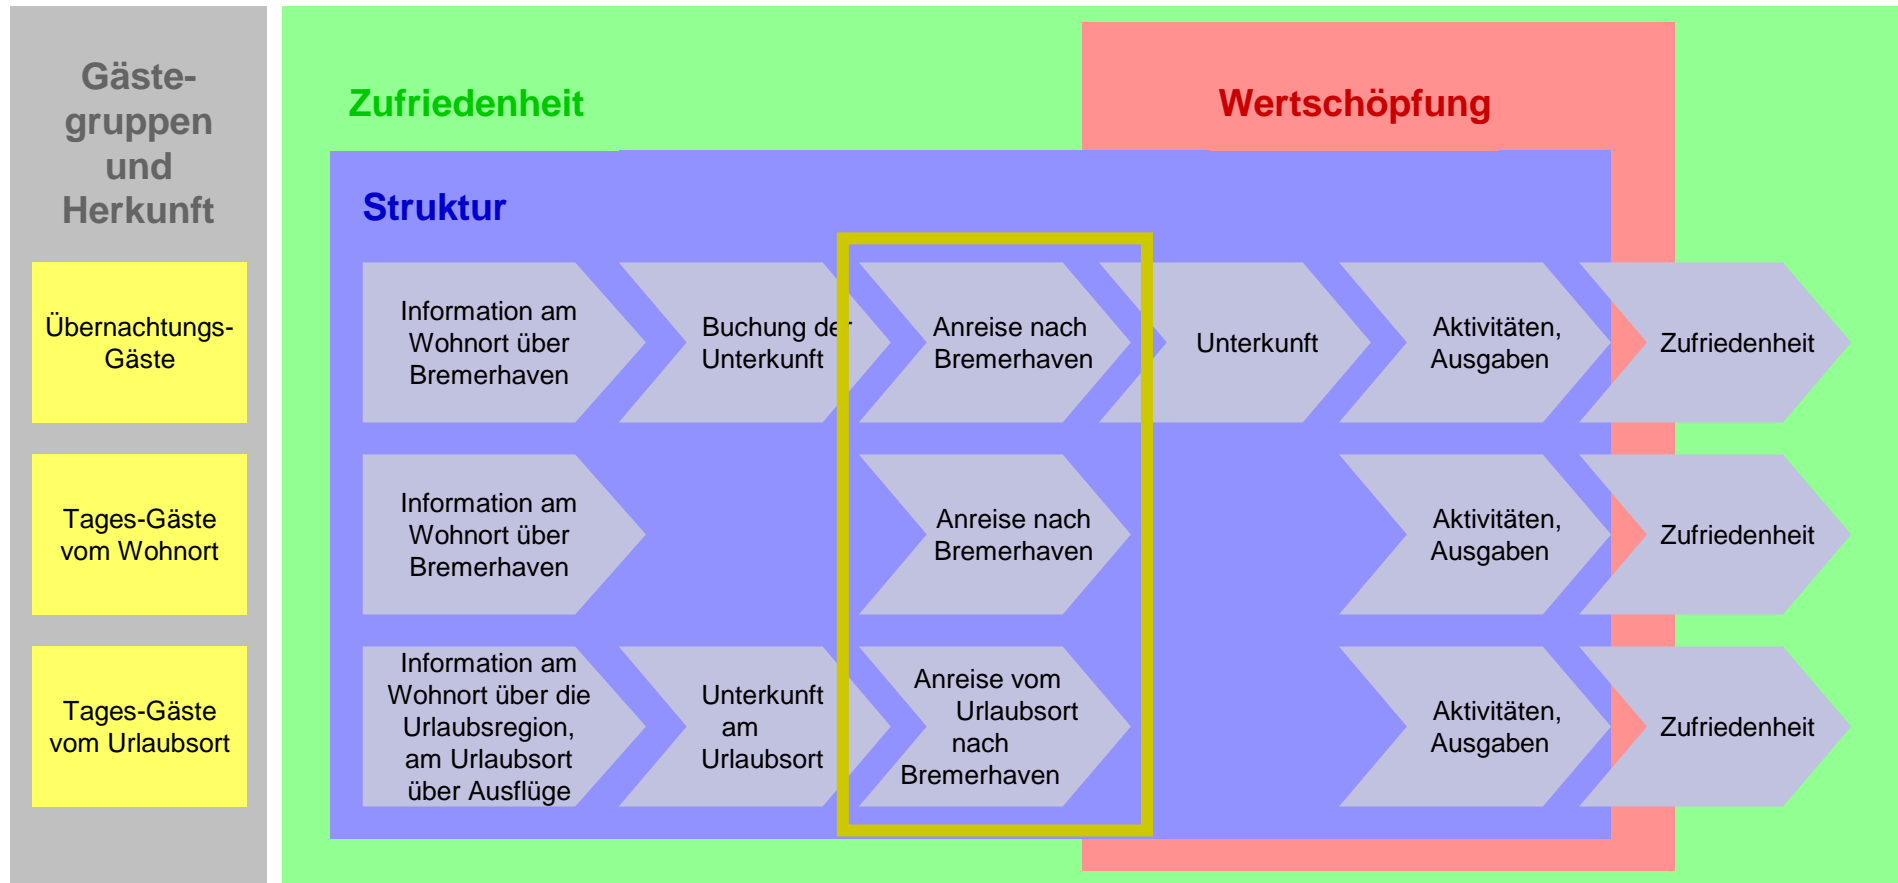 Gäste-
gruppen
und
Herkunft
Zufriedenheit
Wertschöpfung
Struktur
Übernachtungs-
Gäste
Information am
Wohnort über
Bremerhaven
Buchung der
Unterkunft
Anreise nach
Bremerhaven
Unterkunft
Aktivitäten,
Ausgaben
Zufriedenheit
Tages-Gäste
vom Wohnort
Information am
Wohnort über
Bremerhaven
Anreise nach
Bremerhaven
Aktivitäten,
Ausgaben
Zufriedenheit
Tages-Gäste
vom Urlaubsort
Information am
Wohnort über die
Urlaubsregion,
am Urlaubsort
über Ausflüge
Unterkunft
am
Urlaubsort
Anreise vom
Urlaubsort
nach
Bremerhaven
Aktivitäten,
Ausgaben
Zufriedenheit